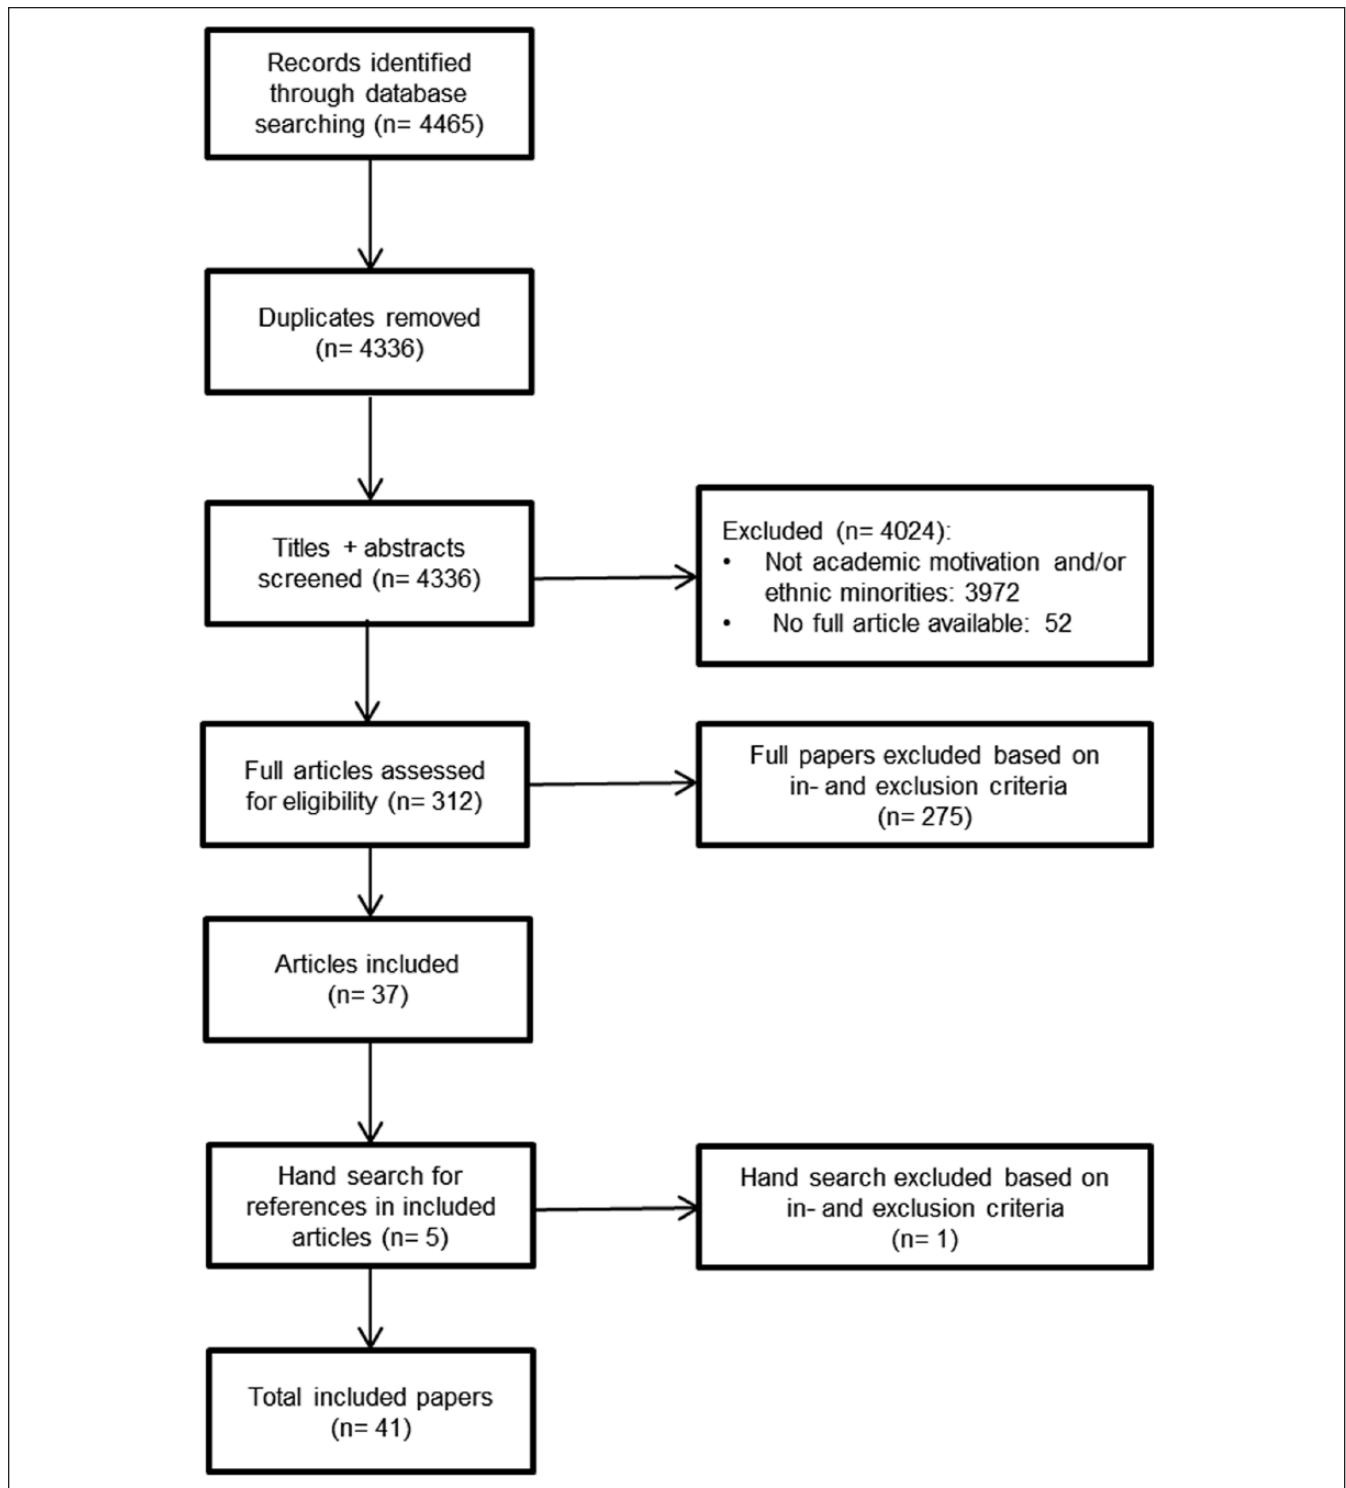 Records identified
through database
searching (n= 4465)
Duplicates removed
(n= 4336)
Titles + abstracts
screened (n= 4336)
Excluded (n= 4024):
• Not academic motivation and/or
ethnic minorities: 3972
• No full article available: 52
Full articles assessed
for eligibility (n= 312)
Full papers excluded based on
in- and exclusion criteria
(n= 275)
Articles included
(n= 37)
Hand search for
references in included
articles (n= 5)
Hand search excluded based on
in- and exclusion criteria
(n= 1)
Total included papers
(n= 41)